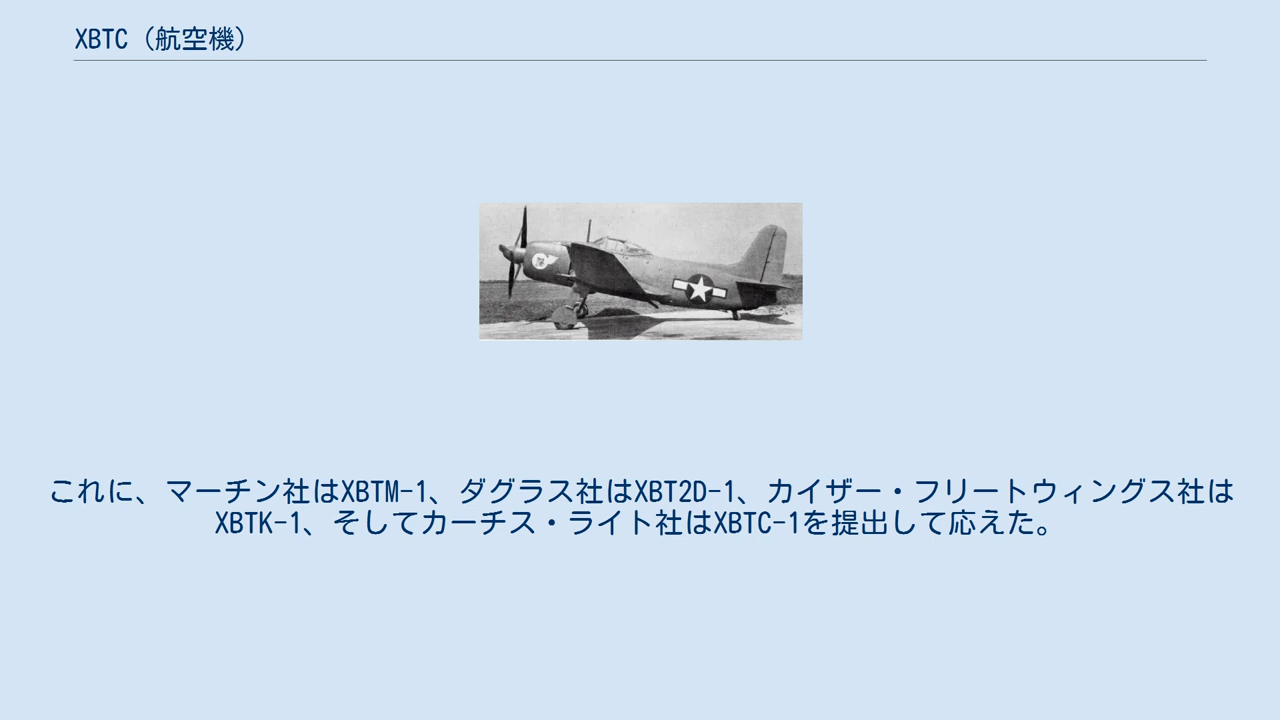 XBTC（航空機）
これに、マーチン社はXBTM-1、ダグラス社はXBT2D-1、カイザー・フリートウィングス社は
XBTK-1、そしてカーチス・ライト社はXBTC-1を提出して応えた。